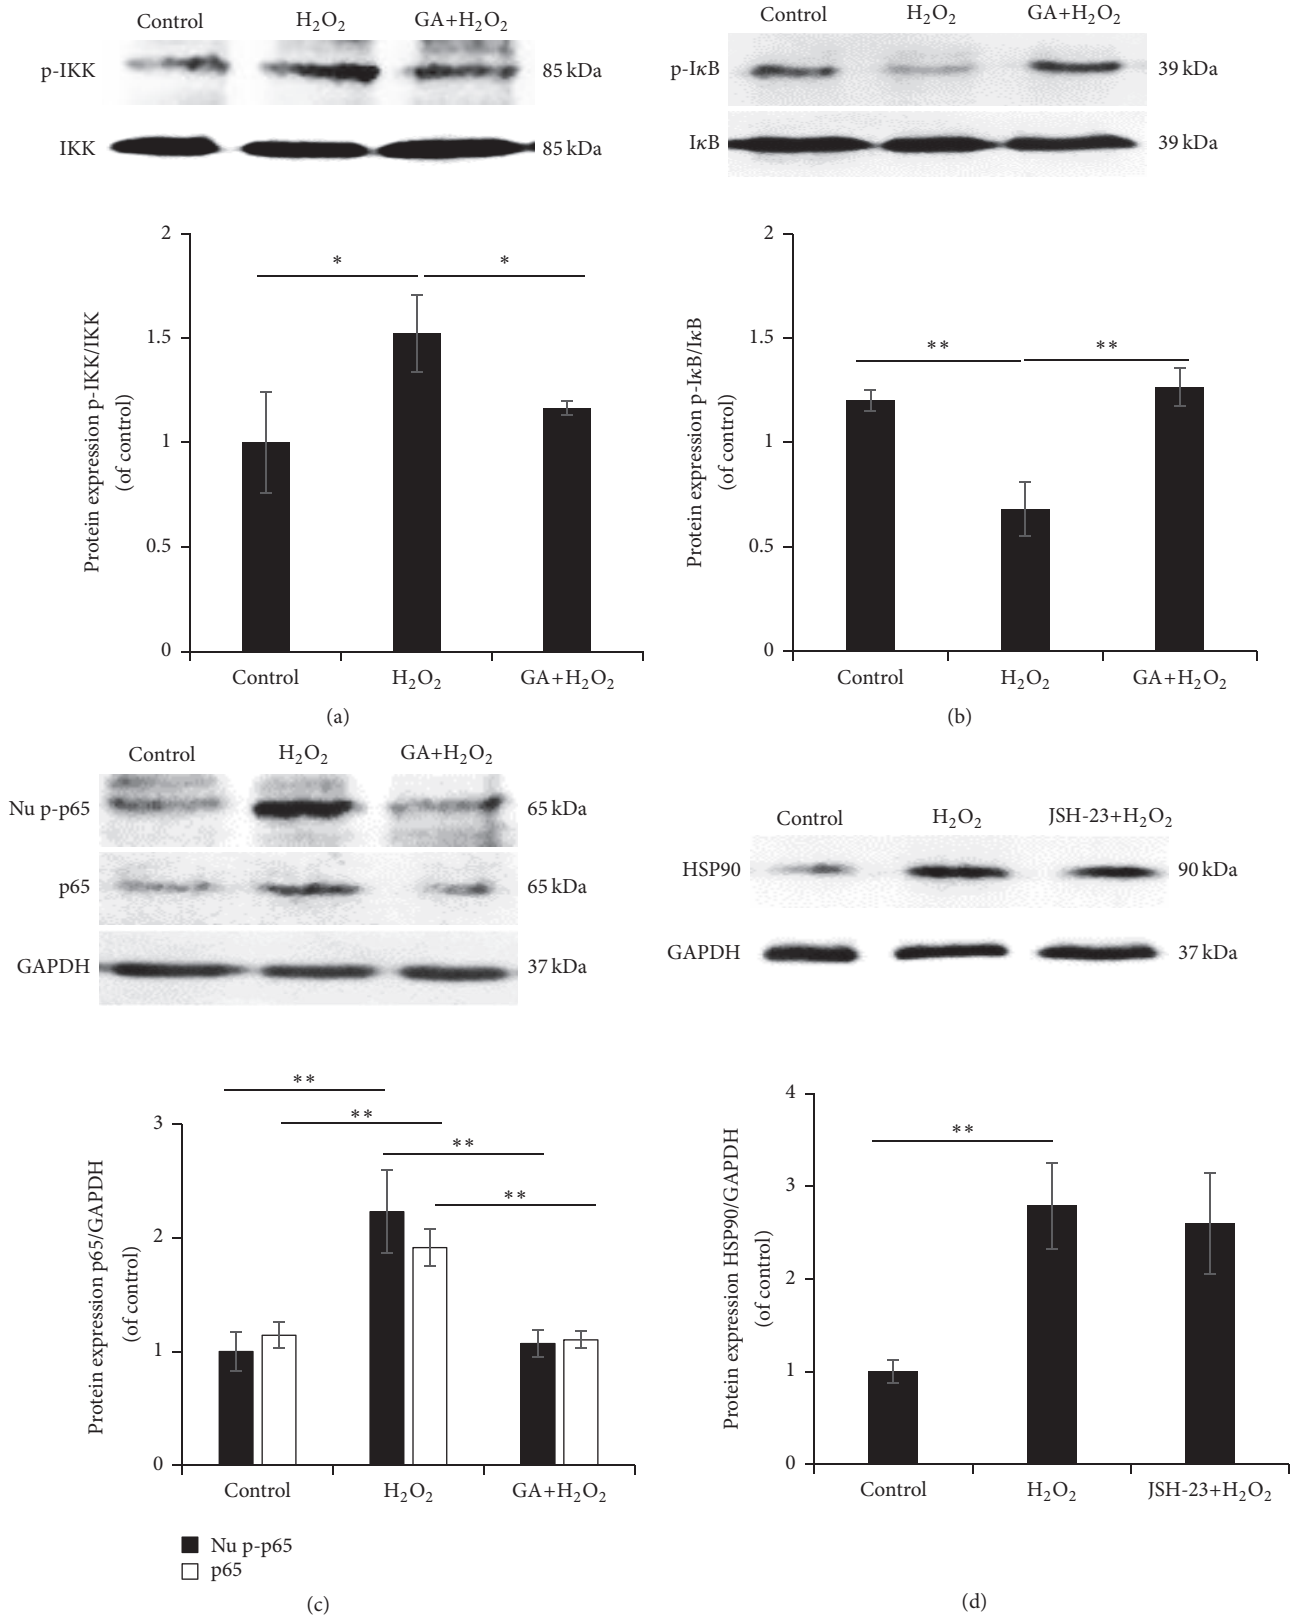 Control H₂O₂ GA+H₂O₂
p-IKK 85 kDa
IKK 85 kDa
2
1.5
1
0.5
0
Protein expression p-IKK/IKK
(of control)
* *
Control H₂O₂ GA+H₂O₂
(a)
Control H₂O₂ GA+H₂O₂
p-IκB 39 kDa
IκB 39 kDa
2
1.5
1
0.5
0
Protein expression p-IκB/IκB
(of control)
** **
Control H₂O₂ GA+H₂O₂
(b)
Control H₂O₂ GA+H₂O₂
Nu p-p65 65 kDa
p65 65 kDa
GAPDH 37 kDa
**
**
**
**
3
2
1
0
Protein expression p65/GAPDH
(of control)
Control H₂O₂ GA+H₂O₂
Nu p-p65
p65
(c)
Control H₂O₂ JSH-23+H₂O₂
HSP90 90 kDa
GAPDH 37 kDa
4
3
2
1
0
Protein expression HSP90/GAPDH
(of control)
**
Control H₂O₂ JSH-23+H₂O₂
(d)